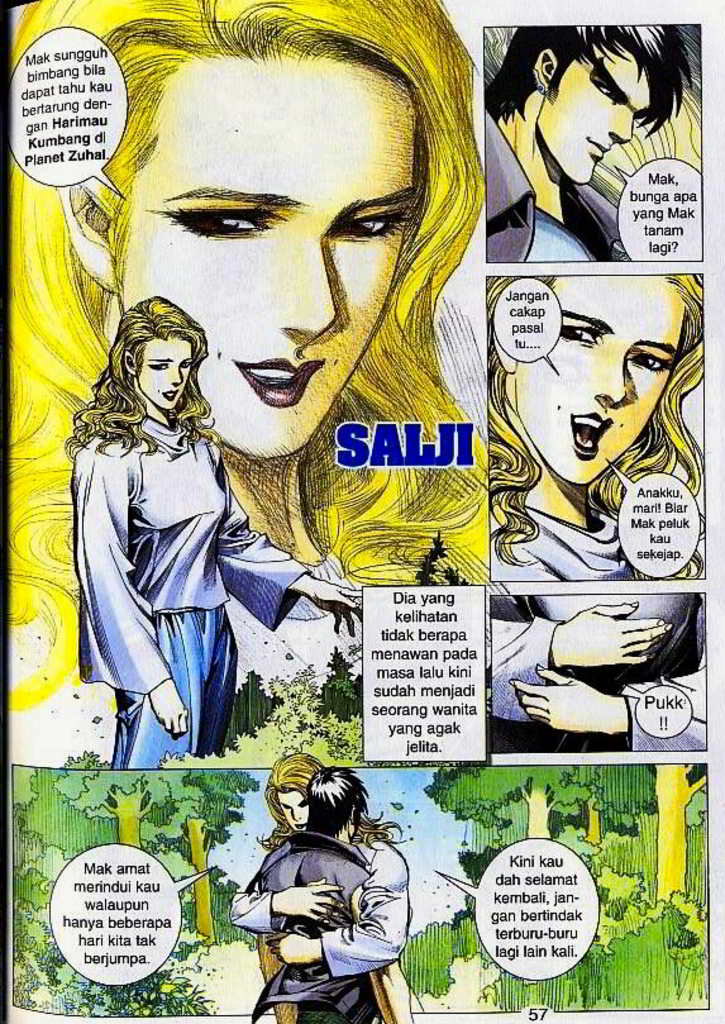 Mak sungguh
bimbang bila
dapat tahu kau
bertarung den-
gan Harimau
Kumbang di
Planet Zuhal.
Mak,
bunga apa
yang Mak
tanam
lagi?
Jangan
cakap
pasal
tu....
SALJI
Anakku,
mari! Biar
Mak peluk
kau
sekejap.
Dia yang
kelihatan
tidak berapa
menawan pada
masa lalu kini
sudah menjadi
seorang wanita
yang agak
jelita.
Pukk
!!
Mak amat
merindui kau
walaupun
hanya beberapa
hari kita tak
berjumpa.
Kini kau
dah selamat
kembali, jan-
gan bertindak
terburu-buru
lagi lain kali.
57